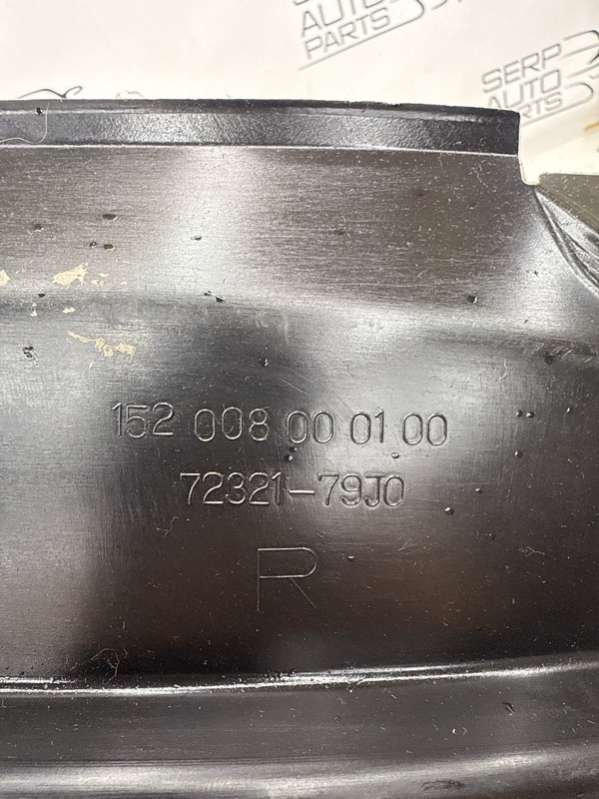 SERP
AUTO
PARTS
SERP
AUTO
PARTS
152 008 00 01 00
72321-79J0
R